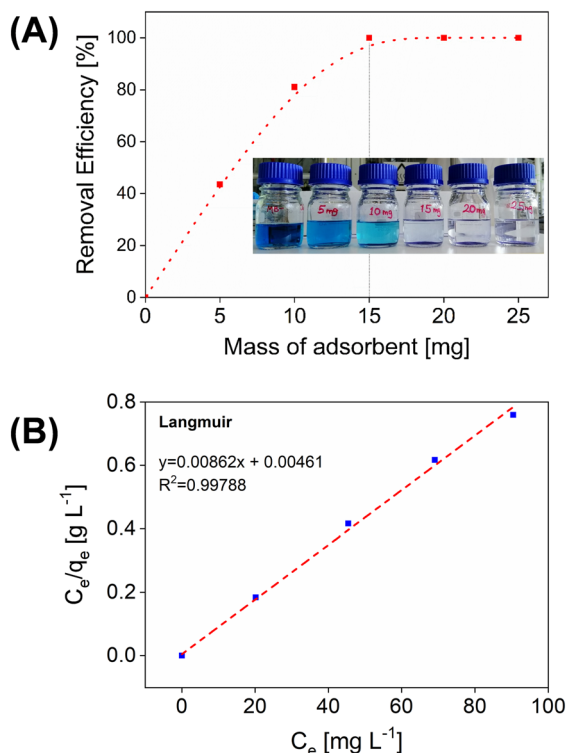 (A)
Removal Efficiency [%]
100
80
60
40
20
0
5mg
10mg
15mg
20mg
25mg
0 5 10 15 20 25
Mass of adsorbent [mg]
(B)
Langmuir
y=0.00862x + 0.00461
R²=0.99788
Cₑ/qₑ [g L⁻¹]
0.8
0.6
0.4
0.2
0.0
0 20 40 60 80 100
Cₑ [mg L⁻¹]